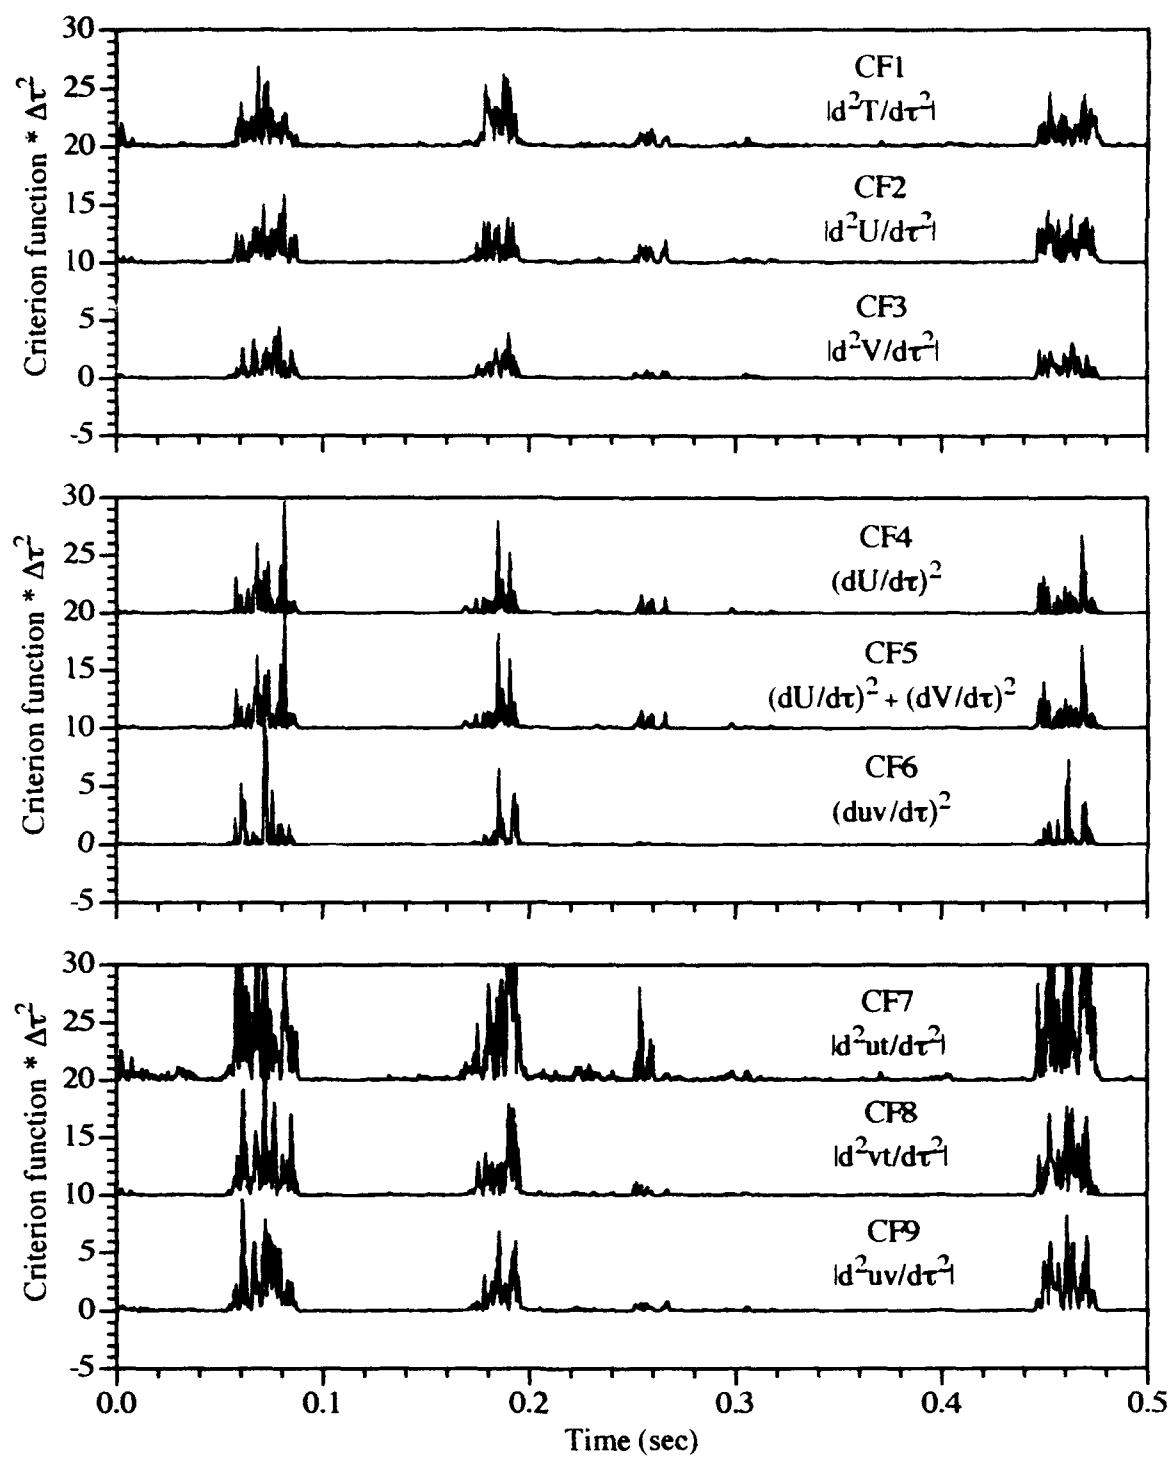 Criterion function * Δτ²
30
25
20
15
10
5
0
-5
CF1
|d²T/dτ²|
CF2
|d²U/dτ²|
CF3
|d²V/dτ²|
Criterion function * Δτ²
30
25
20
15
10
5
0
-5
CF4
(dU/dτ)²
CF5
(dU/dτ)² + (dV/dτ)²
CF6
(duv/dτ)²
Criterion function * Δτ²
30
25
20
15
10
5
0
-5
CF7
|d²ut/dτ²|
CF8
|d²vt/dτ²|
CF9
|d²uv/dτ²|
0.0 0.1 0.2 0.3 0.4 0.5
Time (sec)